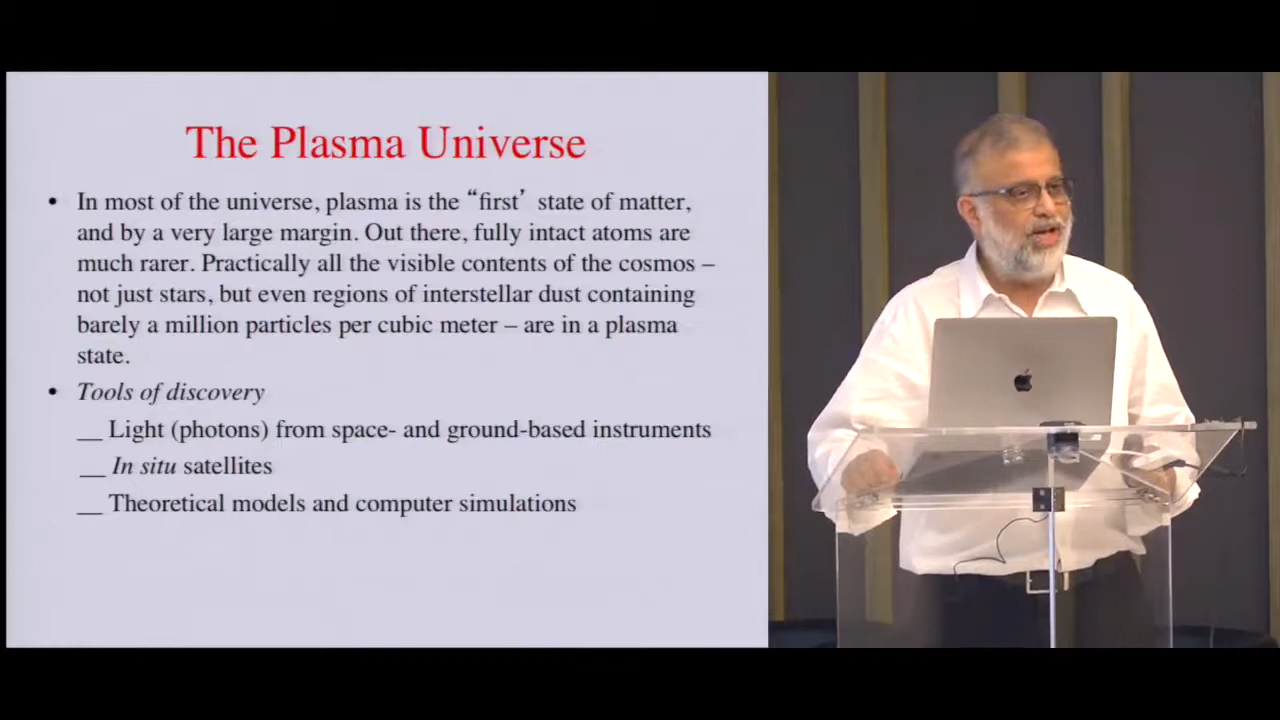 The Plasma Universe
• In most of the universe, plasma is the “first’ state of matter,
and by a very large margin. Out there, fully intact atoms are
much rarer. Practically all the visible contents of the cosmos –
not just stars, but even regions of interstellar dust containing
barely a million particles per cubic meter – are in a plasma
state.
• Tools of discovery
__ Light (photons) from space- and ground-based instruments
__ In situ satellites
__ Theoretical models and computer simulations